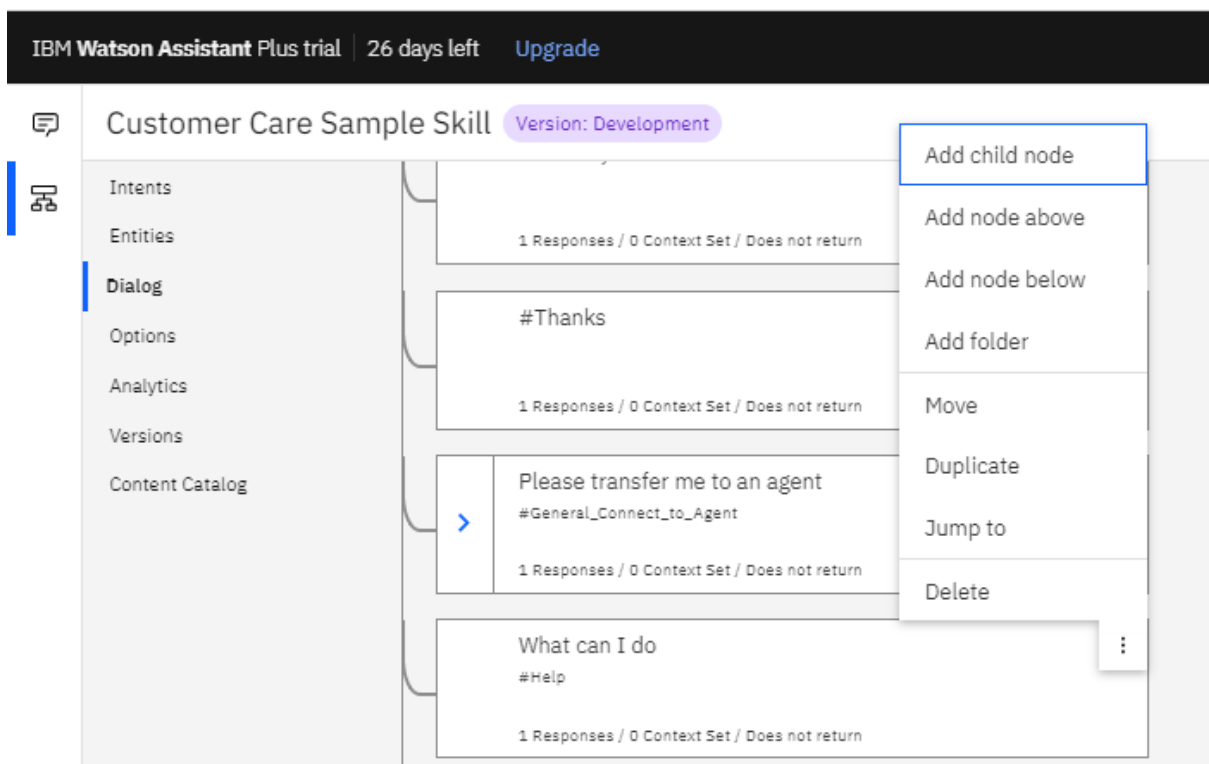 IBM Watson Assistant Plus trial 26 days left Upgrade
Customer Care Sample Skill Version: Development
Intents
Entities
Dialog
Options
Analytics
Versions
Content Catalog
1 Responses / 0 Context Set / Does not return
#Thanks
1 Responses / 0 Context Set / Does not return
Please transfer me to an agent
#General_Connect_to_Agent
1 Responses / 0 Context Set / Does not return
What can I do
#Help
1 Responses / 0 Context Set / Does not return
Add child node
Add node above
Add node below
Add folder
Move
Duplicate
Jump to
Delete